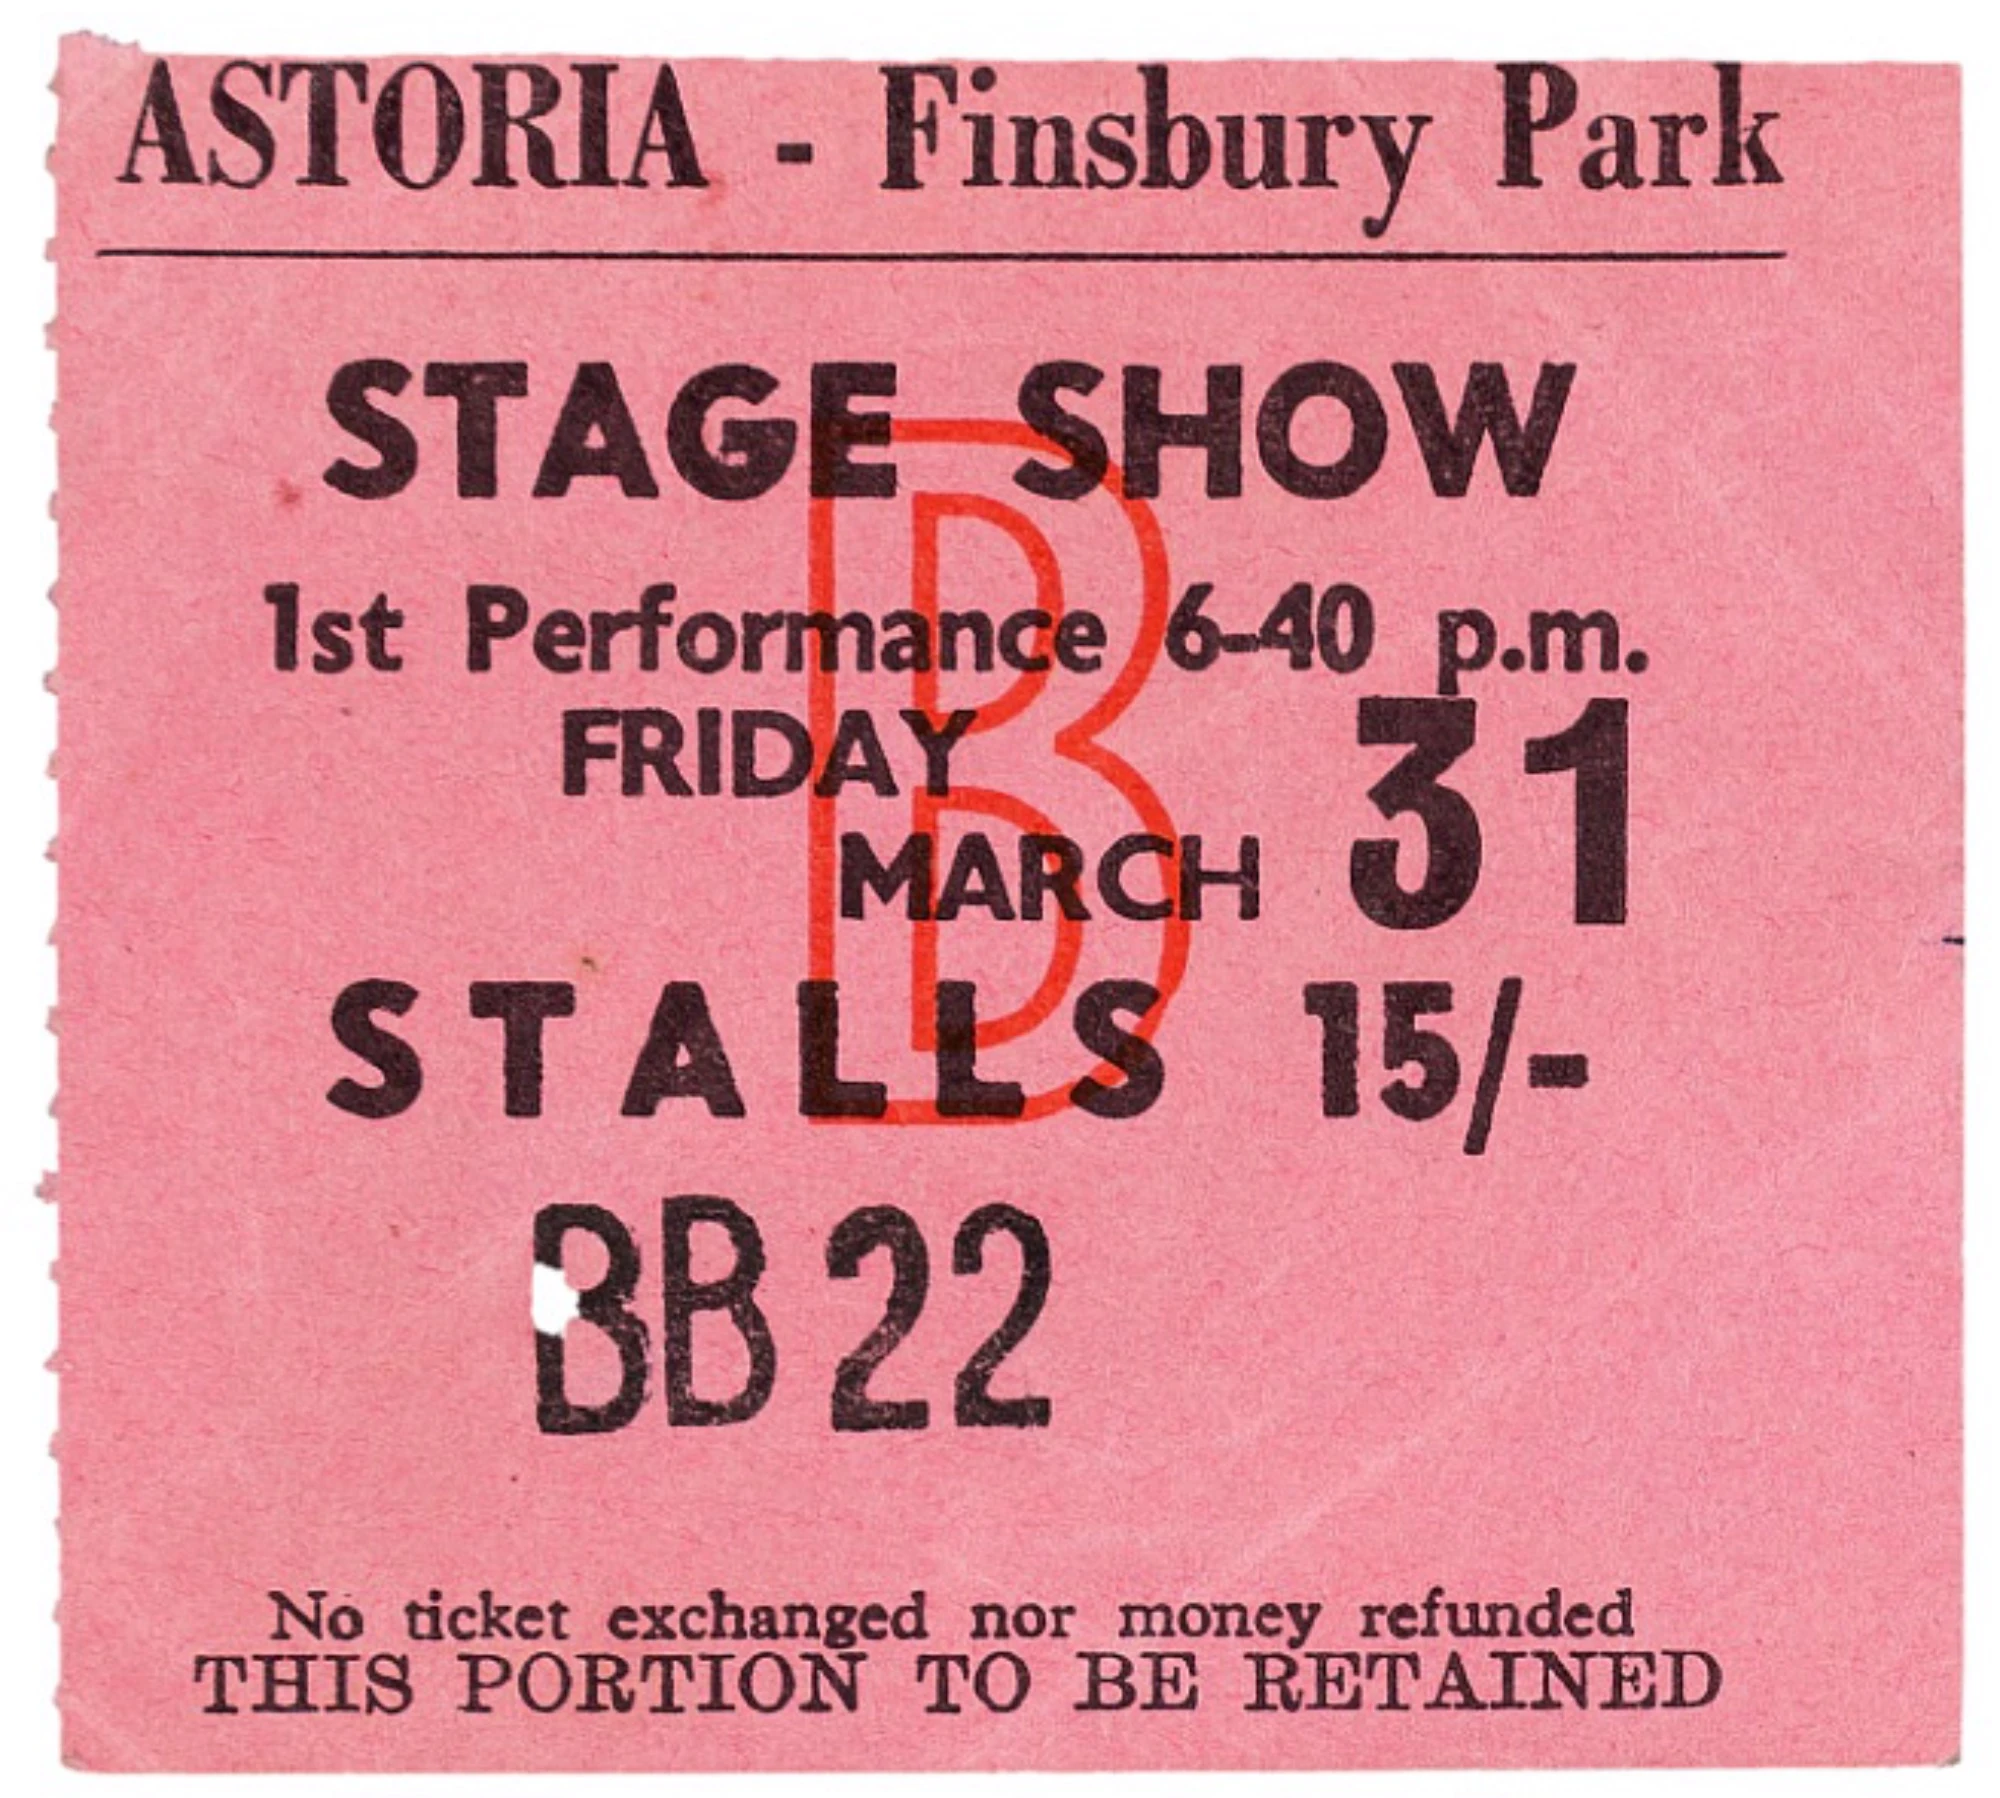 ASTORIA - Finsbury Park
STAGE SHOW
1st Performance 6-40 p.m.
FRIDAY
MARCH 31
STALLS 15/-
B
BB 22
No ticket exchanged nor money refunded
THIS PORTION TO BE RETAINED